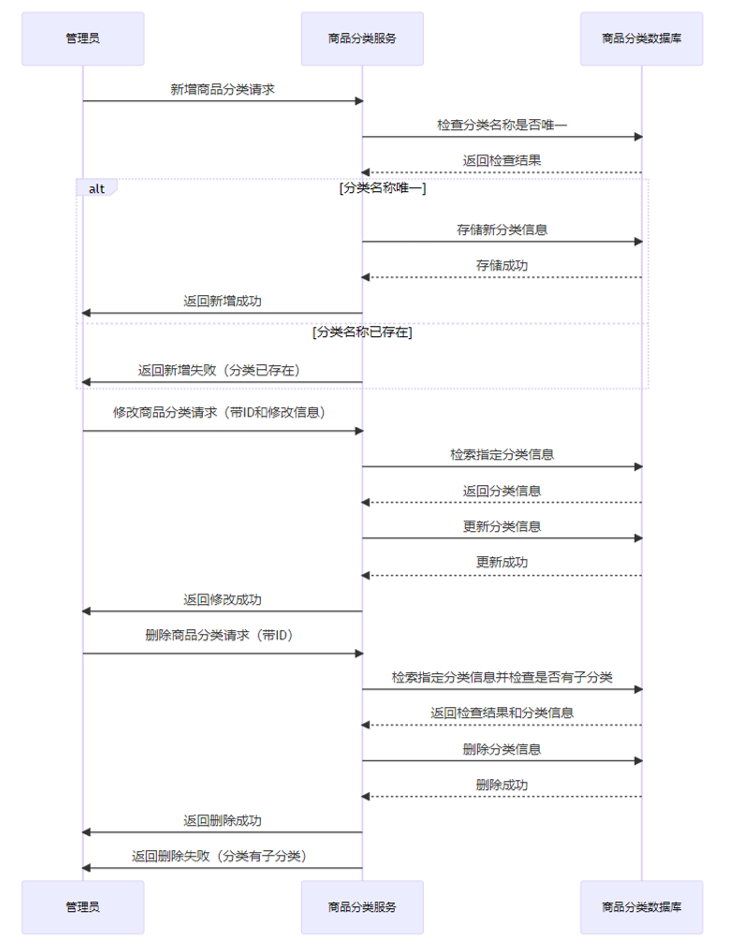 管理员
商品分类服务
商品分类数据库
新增商品分类请求
检查分类名称是否唯一
返回检查结果
alt
[分类名称唯一]
存储新分类信息
存储成功
返回新增成功
[分类名称已存在]
返回新增失败（分类已存在）
修改商品分类请求（带ID和修改信息）
检索指定分类信息
返回分类信息
更新分类信息
更新成功
返回修改成功
删除商品分类请求（带ID）
检索指定分类信息并检查是否有子分类
返回检查结果和分类信息
删除分类信息
删除成功
返回删除成功
返回删除失败（分类有子分类）
管理员
商品分类服务
商品分类数据库